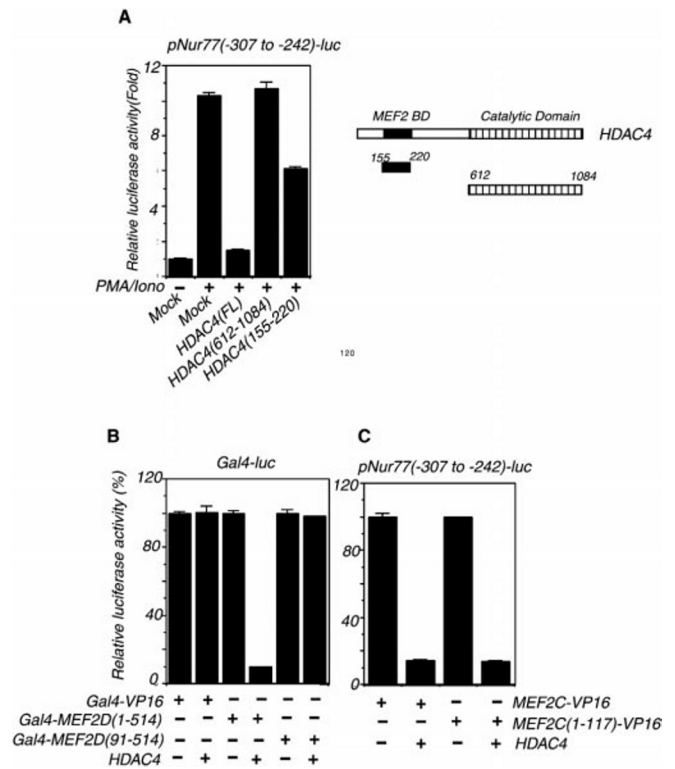 A
pNur77(-307 to -242)-luc
Relative luciferase activity(Fold)
12
8
4
PMA/Iono - + + + +
Mock
Mock
HDAC4(FL)
HDAC4(612-1084)
HDAC4(155-220)
MEF2 BD Catalytic Domain
HDAC4
155 220
612 1084
120
B
Gal4-luc
Relative luciferase activity (%)
120
80
40
0
Gal4-VP16 + + - - - -
Gal4-MEF2D(1-514) - - + + - -
Gal4-MEF2D(91-514) - - - - + +
HDAC4 - + - + - +
C
pNur77(-307 to -242)-luc
120
80
40
0
+ + - - MEF2C-VP16
- - + + MEF2C(1-117)-VP16
- + - + HDAC4